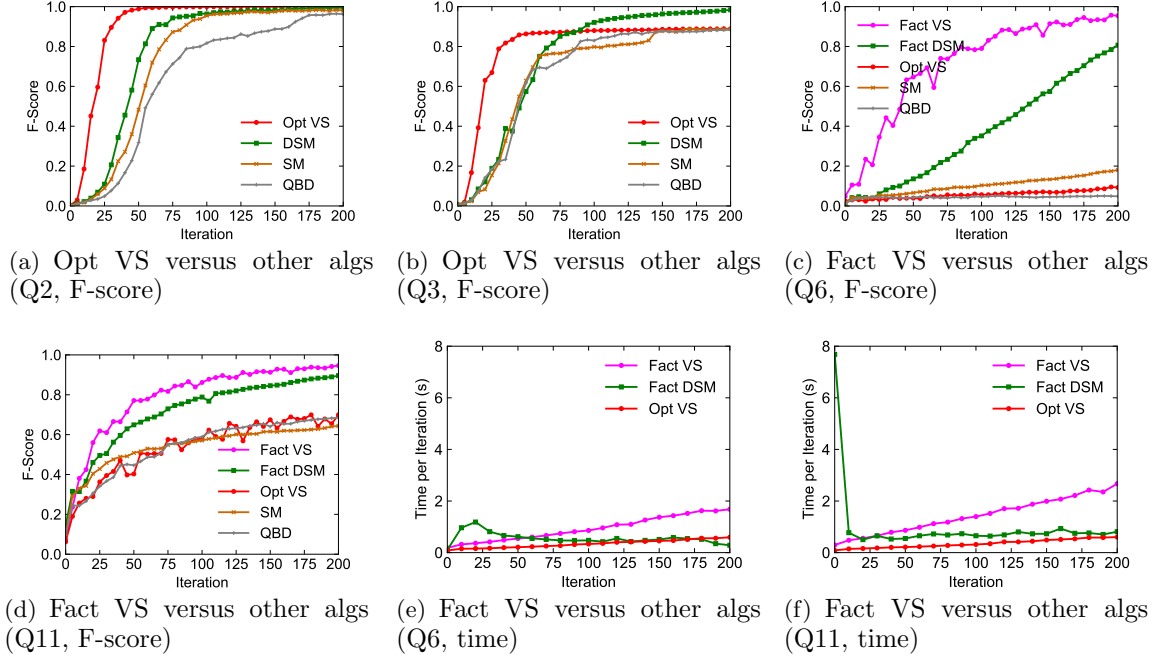 1.0
0.8
0.6
0.4
0.2
0.0
F-Score
Opt VS
DSM
SM
QBD
0 25 50 75 100 125 150 175 200
Iteration
(a) Opt VS versus other algs
(Q2, F-score)
1.0
0.8
0.6
0.4
0.2
0.0
F-Score
Opt VS
DSM
SM
QBD
0 25 50 75 100 125 150 175 200
Iteration
(b) Opt VS versus other algs
(Q3, F-score)
1.0
0.8
0.6
0.4
0.2
0.0
F-Score
Fact VS
Fact DSM
Opt VS
SM
QBD
0 25 50 75 100 125 150 175 200
Iteration
(c) Fact VS versus other algs
(Q6, F-score)
1.0
0.8
0.6
0.4
0.2
0.0
F-Score
Fact VS
Fact DSM
Opt VS
SM
QBD
0 25 50 75 100 125 150 175 200
Iteration
(d) Fact VS versus other algs
(Q11, F-score)
8
6
4
2
0
Time per Iteration (s)
Fact VS
Fact DSM
Opt VS
0 25 50 75 100 125 150 175 200
Iteration
(e) Fact VS versus other algs
(Q6, time)
8
6
4
2
0
Time per Iteration (s)
Fact VS
Fact DSM
Opt VS
0 25 50 75 100 125 150 175 200
Iteration
(f) Fact VS versus other algs
(Q11, time)